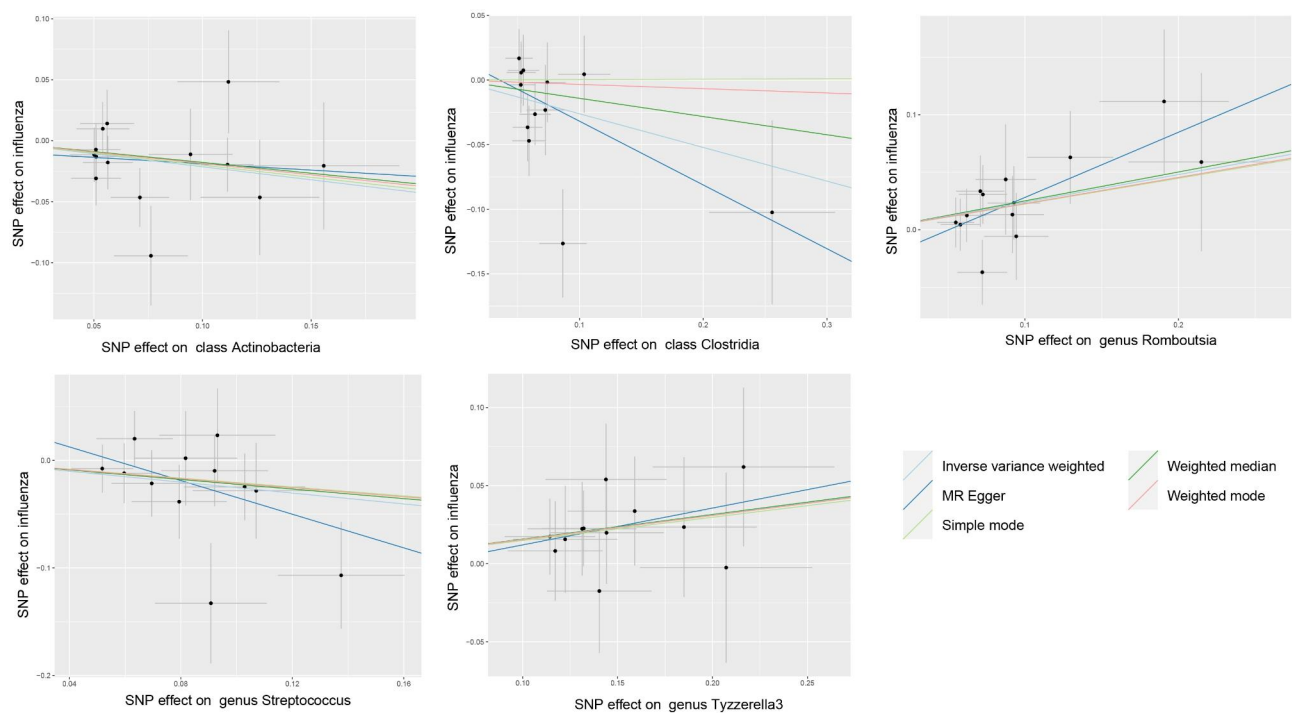 0.10
0.05
0.00
−0.05
−0.10
SNP effect on influenza
0.05
0.10
0.15
SNP effect on  class Actinobacteria
0.05
0.00
−0.05
−0.10
−0.15
SNP effect on influenza
0.1
0.2
0.3
SNP effect on  class Clostridia
0.1
0.0
SNP effect on influenza
0.1
0.2
SNP effect on  genus Romboutsia
0.0
−0.1
−0.2
SNP effect on influenza
0.04
0.08
0.12
0.16
SNP effect on  genus Streptococcus
0.10
0.05
0.00
−0.05
SNP effect on influenza
0.10
0.15
0.20
0.25
SNP effect on  genus Tyzzerella3
Inverse variance weighted
MR Egger
Simple mode
Weighted median
Weighted mode